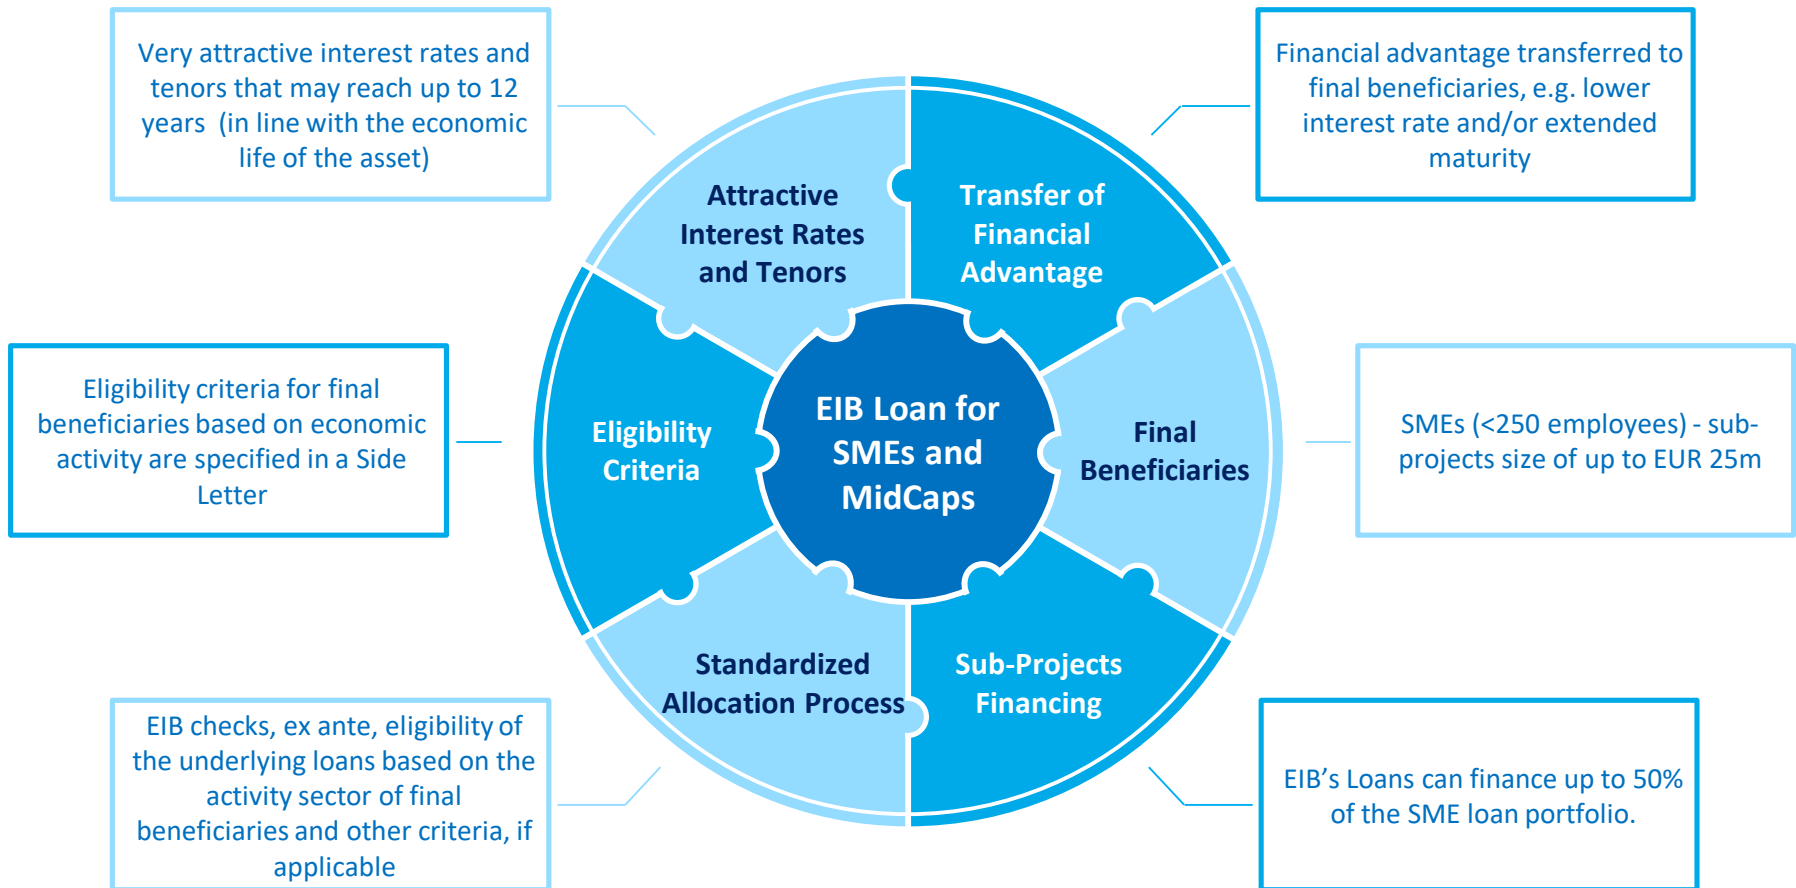 Very attractive interest rates and
tenors that may reach up to 12
years  (in line with the economic
life of the asset)
Financial advantage transferred to
final beneficiaries, e.g. lower
interest rate and/or extended
maturity
Attractive
Interest Rates
and Tenors
Transfer of
Financial
Advantage
Eligibility criteria for final
beneficiaries based on economic
activity are specified in a Side
Letter
Eligibility
Criteria
EIB Loan for
SMEs and
MidCaps
Final
Beneficiaries
SMEs (<250 employees) - sub-
projects size of up to EUR 25m
Standardized
Allocation Process
Sub-Projects
Financing
EIB checks, ex ante, eligibility of
the underlying loans based on the
activity sector of final
beneficiaries and other criteria, if
applicable
EIB’s Loans can finance up to 50%
of the SME loan portfolio.